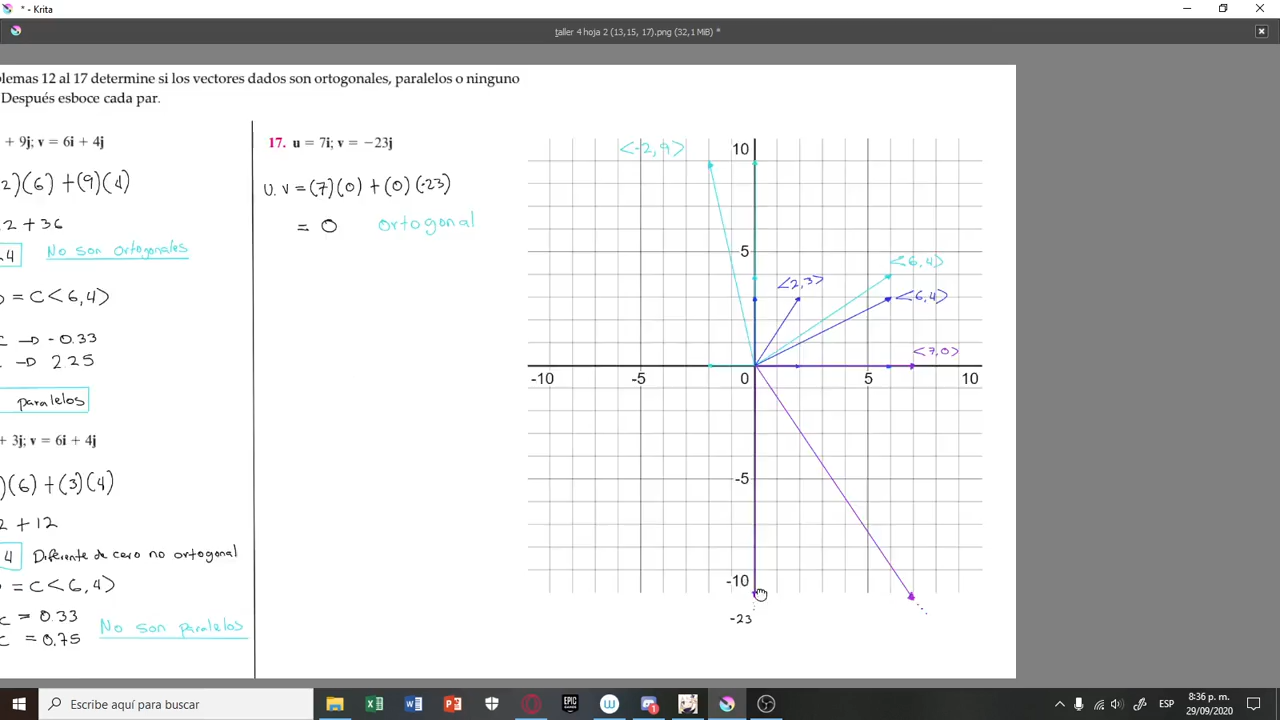 * - Krita
taller 4 hoja 2 (13,15, 17).png (32,1 MiB) *
lemas 12 al 17 determine si los vectores dados son ortogonales, paralelos o ninguno
Después esboce cada par.
+ 9j; v = 6i + 4j
2)(6) + (9)(4)
2 + 36
4 No son ortogonales
= C < 6, 4)
C → -0.33
C → 2 25
paralelos
+ 3j; v = 6i + 4j
)(6) + (3)(4)
2 + 12
4 Diferente de cero no ortogonal
= C < 6, 4)
C = 0.33
C = 0.75
No son paralelos
17. u = 7i; v = −23j
U. V = (7)(0) + (0)(-23)
= 0 ortogonal
<-2, 9>
10
5
<6, 4>
<2, 3>
<6, 4>
<7, 0>
-10 -5 0 5 10
-5
-10
-23
Escribe aquí para buscar
ESP
8:36 p. m.
29/09/2020